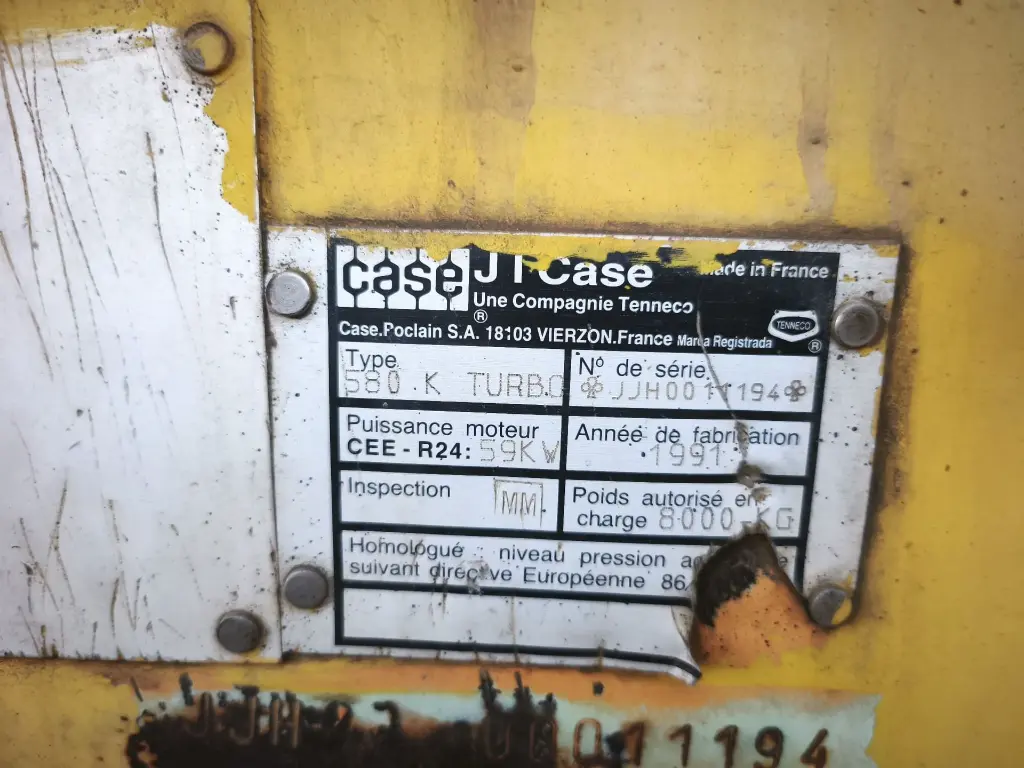 case J I Case Made in France
Une Compagnie Tenneco
®
TENNECO
Case.Poclain S.A. 18103 VIERZON.France Marca Registrada ®
Type
580 K TURBO
N° de série.
JJH0011194
Puissance moteur
CEE - R24: 59KW
Année de fabrication
1991
Inspection MM
Poids autorisé en
charge 8000 KG
Homologué : niveau pression
suivant directive Européenne 86
JJH 0011194